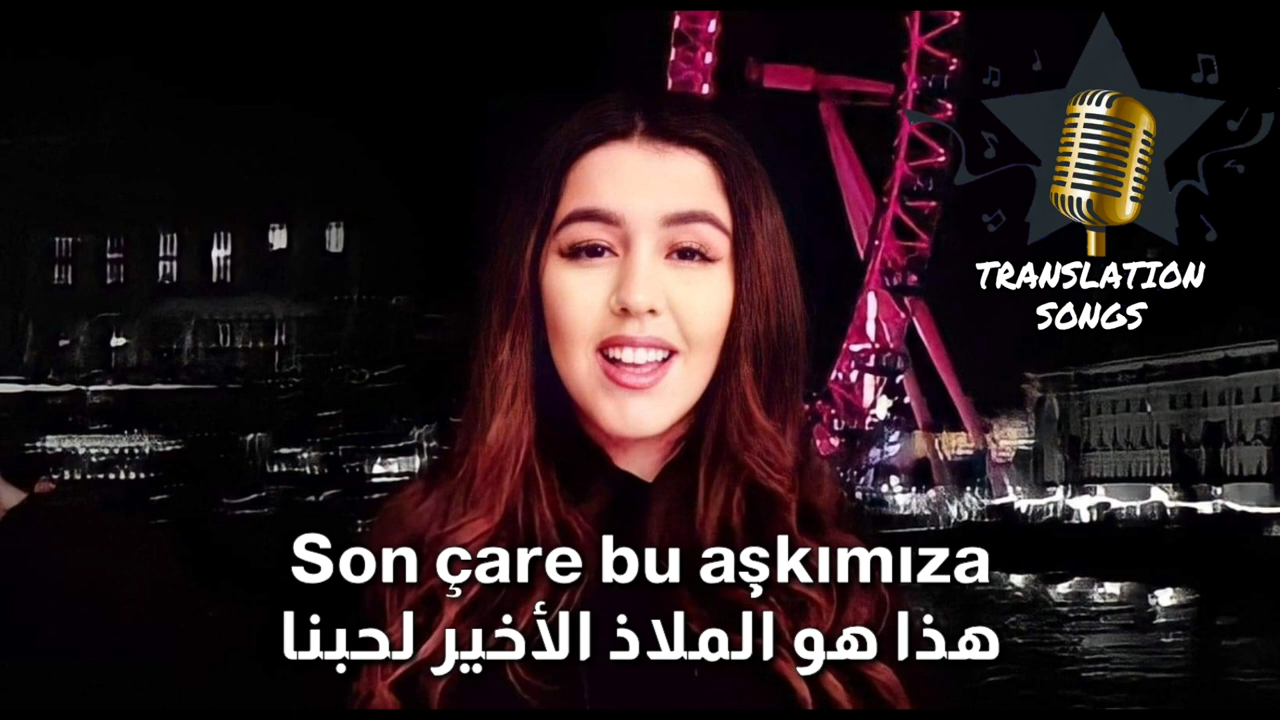 TRANSLATION
SONGS
Son çare bu aşkımıza
هذا هو الملاذ الأخير لحبنا